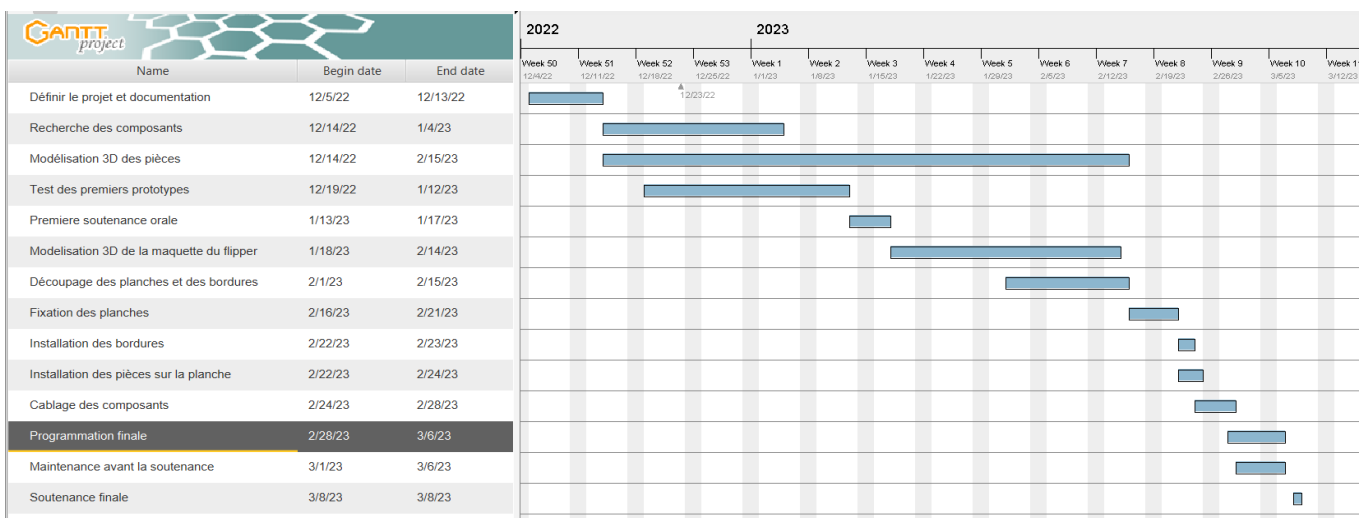 GANTT project
2022 2023
Name Begin date End date
Week 50 Week 51 Week 52 Week 53 Week 1 Week 2 Week 3 Week 4 Week 5 Week 6 Week 7 Week 8 Week 9 Week 10 Week 11
12/4/22 12/11/22 12/18/22 12/25/22 1/1/23 1/8/23 1/15/23 1/22/23 1/29/23 2/5/23 2/12/23 2/19/23 2/26/23 3/5/23 3/12/23
12/23/22
Définir le projet et documentation 12/5/22 12/13/22
Recherche des composants 12/14/22 1/4/23
Modélisation 3D des pièces 12/14/22 2/15/23
Test des premiers prototypes 12/19/22 1/12/23
Premiere soutenance orale 1/13/23 1/17/23
Modelisation 3D de la maquette du flipper 1/18/23 2/14/23
Découpage des planches et des bordures 2/1/23 2/15/23
Fixation des planches 2/16/23 2/21/23
Installation des bordures 2/22/23 2/23/23
Installation des pièces sur la planche 2/22/23 2/24/23
Cablage des composants 2/24/23 2/28/23
Programmation finale 2/28/23 3/6/23
Maintenance avant la soutenance 3/1/23 3/6/23
Soutenance finale 3/8/23 3/8/23